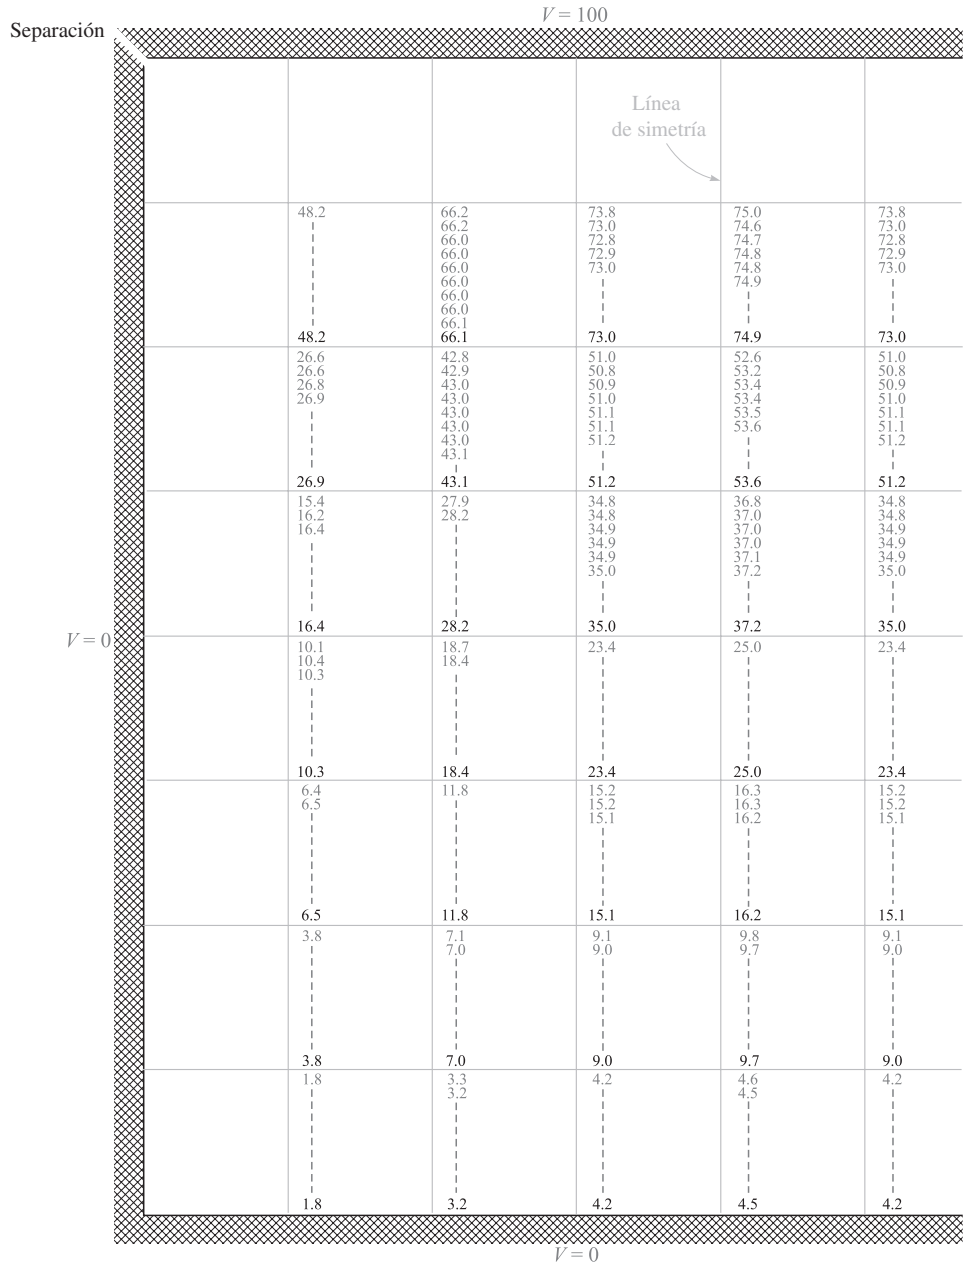 V = 100
Separación
Línea
de simetría
48.2 66.2 73.8 75.0 73.8
66.2 73.0 74.6 73.0
66.0 72.8 74.7 72.8
66.0 72.9 74.8 72.9
66.0 73.0 74.8 73.0
66.0 74.9
66.0
66.0
66.1
48.2 66.1 73.0 74.9 73.0
26.6 42.8 51.0 52.6 51.0
26.6 42.9 50.8 53.2 50.8
26.8 43.0 50.9 53.4 50.9
26.9 43.0 51.0 53.4 51.0
43.0 51.1 53.5 51.1
43.0 51.1 53.6 51.1
43.0 51.2 51.2
43.1
26.9 43.1 51.2 53.6 51.2
15.4 27.9 34.8 36.8 34.8
16.2 28.2 34.8 37.0 34.8
16.4 34.9 37.0 34.9
34.9 37.0 34.9
34.9 37.1 34.9
35.0 37.2 35.0
16.4 28.2 35.0 37.2 35.0
V = 0
10.1 18.7 23.4 25.0 23.4
10.4 18.4
10.3
10.3 18.4 23.4 25.0 23.4
6.4 11.8 15.2 16.3 15.2
6.5 15.2 16.3 15.2
15.1 16.2 15.1
6.5 11.8 15.1 16.2 15.1
3.8 7.1 9.1 9.8 9.1
7.0 9.0 9.7 9.0
3.8 7.0 9.0 9.7 9.0
1.8 3.3 4.2 4.6 4.2
3.2 4.5
1.8 3.2 4.2 4.5 4.2
V = 0